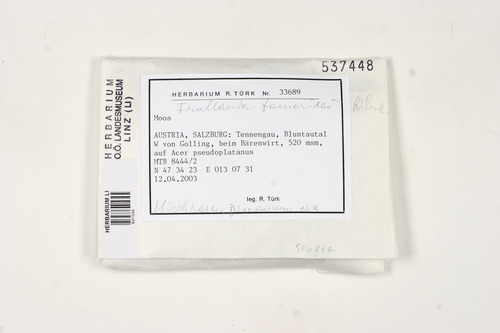 537448
HERBARIUM
O.Ö. LANDESMUSEUM
LINZ (LI)
HERBARIUM LI
HERBARIUM R. TÜRK Nr. 33689
Frullania tamarisci
Moos
AUSTRIA, SALZBURG: Tennengau, Bluntautal
W von Golling, beim Bärenwirt, 520 msm,
auf Acer pseudoplatanus
MTB 8444/2
N 47 34 23 E 013 07 31
12.04.2003
leg. R. Türk